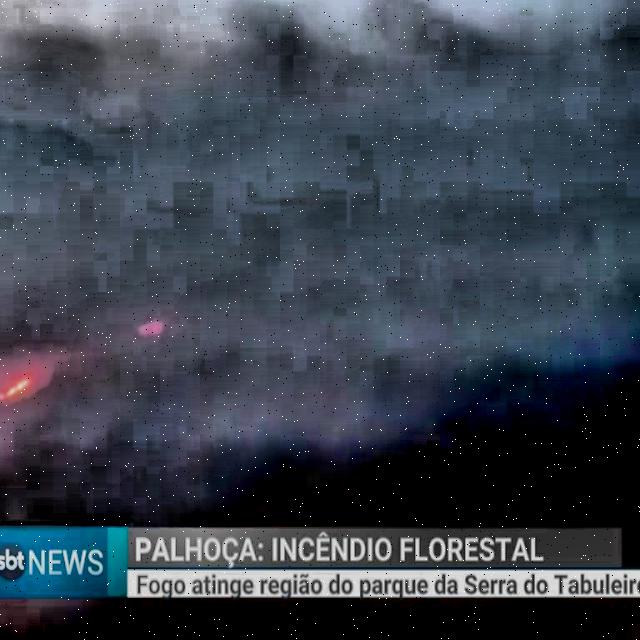 PALHOÇA: INCÊNDIO FLORESTAL
sbt NEWS
Fogo atinge região do parque da Serra do Tabuleiro